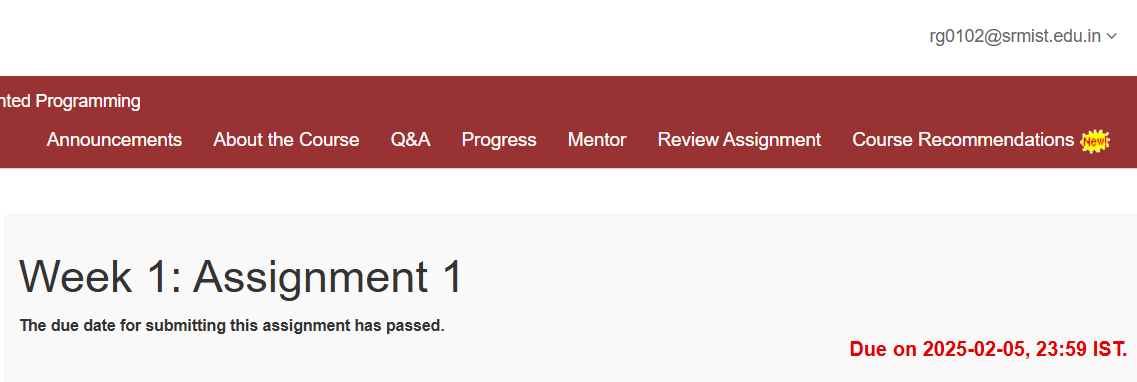 rg0102@srmist.edu.in
nted Programming
Announcements About the Course Q&A Progress Mentor Review Assignment Course Recommendations New!
Week 1: Assignment 1
The due date for submitting this assignment has passed.
Due on 2025-02-05, 23:59 IST.